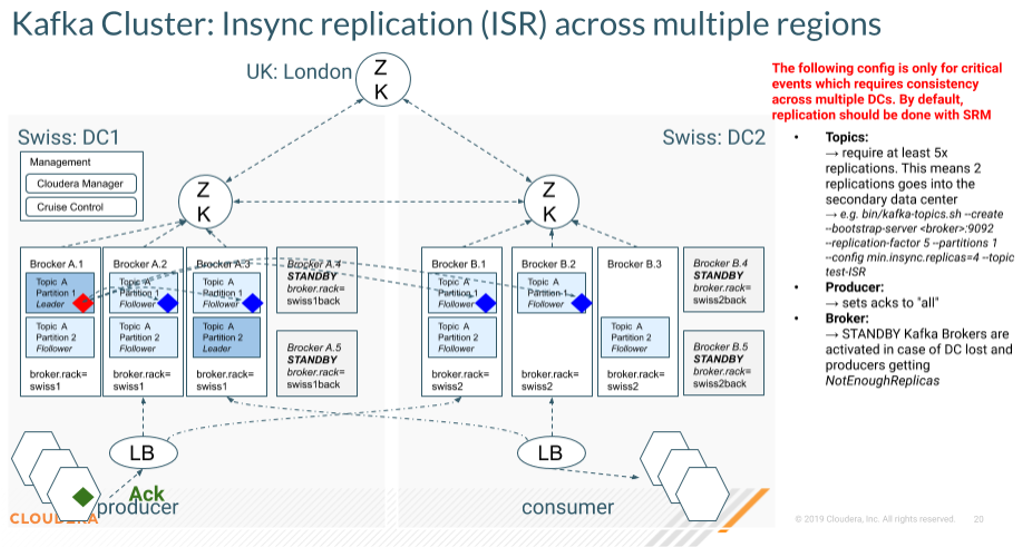 Kafka Cluster: Insync replication (ISR) across multiple regions
UK: London
Z
K
The following config is only for critical
events which requires consistency
across multiple DCs. By default,
replication should be done with SRM
Swiss: DC1
Swiss: DC2
Management
Cloudera Manager
Cruise Control
Z
K
Z
K
Brocker A.1
Topic A
Partition 1
Leader
Topic A
Partition 2
Flollower
broker.rack=
swiss1
Brocker A.2
Topic A
Partition 1
Flollower
Topic A
Partition 2
Flollower
broker.rack=
swiss1
Brocker A.3
Topic A
Partition 1
Flollower
Topic A
Partition 2
Leader
broker.rack=
swiss1
Brocker A.4
STANDBY
broker.rack=
swiss1back
Brocker A.5
STANDBY
broker.rack=
swiss1back
Brocker B.1
Topic A
Partition 1
Flollower
Topic A
Partition 2
Flollower
broker.rack=
swiss2
Brocker B.2
Topic A
Partition 1
Flollower
broker.rack=
swiss2
Brocker B.3
Topic A
Partition 2
Flollower
broker.rack=
swiss2
Brocker B.4
STANDBY
broker.rack=
swiss2back
Brocker B.5
STANDBY
broker.rack=
swiss2back
• Topics:
→ require at least 5x
replications. This means 2
replications goes into the
secondary data center
→ e.g. bin/kafka-topics.sh --create
--bootstrap-server <broker>:9092
--replication-factor 5 --partitions 1
--config min.insync.replicas=4 --topic
test-ISR
• Producer:
→ sets acks to "all"
• Broker:
→ STANDBY Kafka Brokers are
activated in case of DC lost and
producers getting
NotEnoughReplicas
LB
LB
Ack
producer
consumer
CLOUDERA
© 2019 Cloudera, Inc. All rights reserved.
20